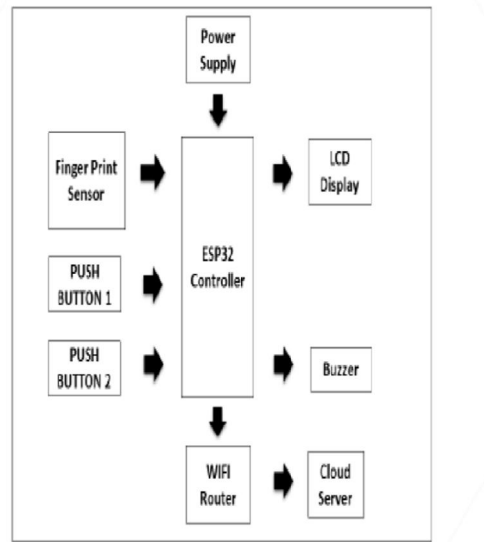 Power
Supply
Finger Print
Sensor
LCD
Display
ESP32
Controller
PUSH
BUTTON 1
PUSH
BUTTON 2
Buzzer
WIFI
Router
Cloud
Server